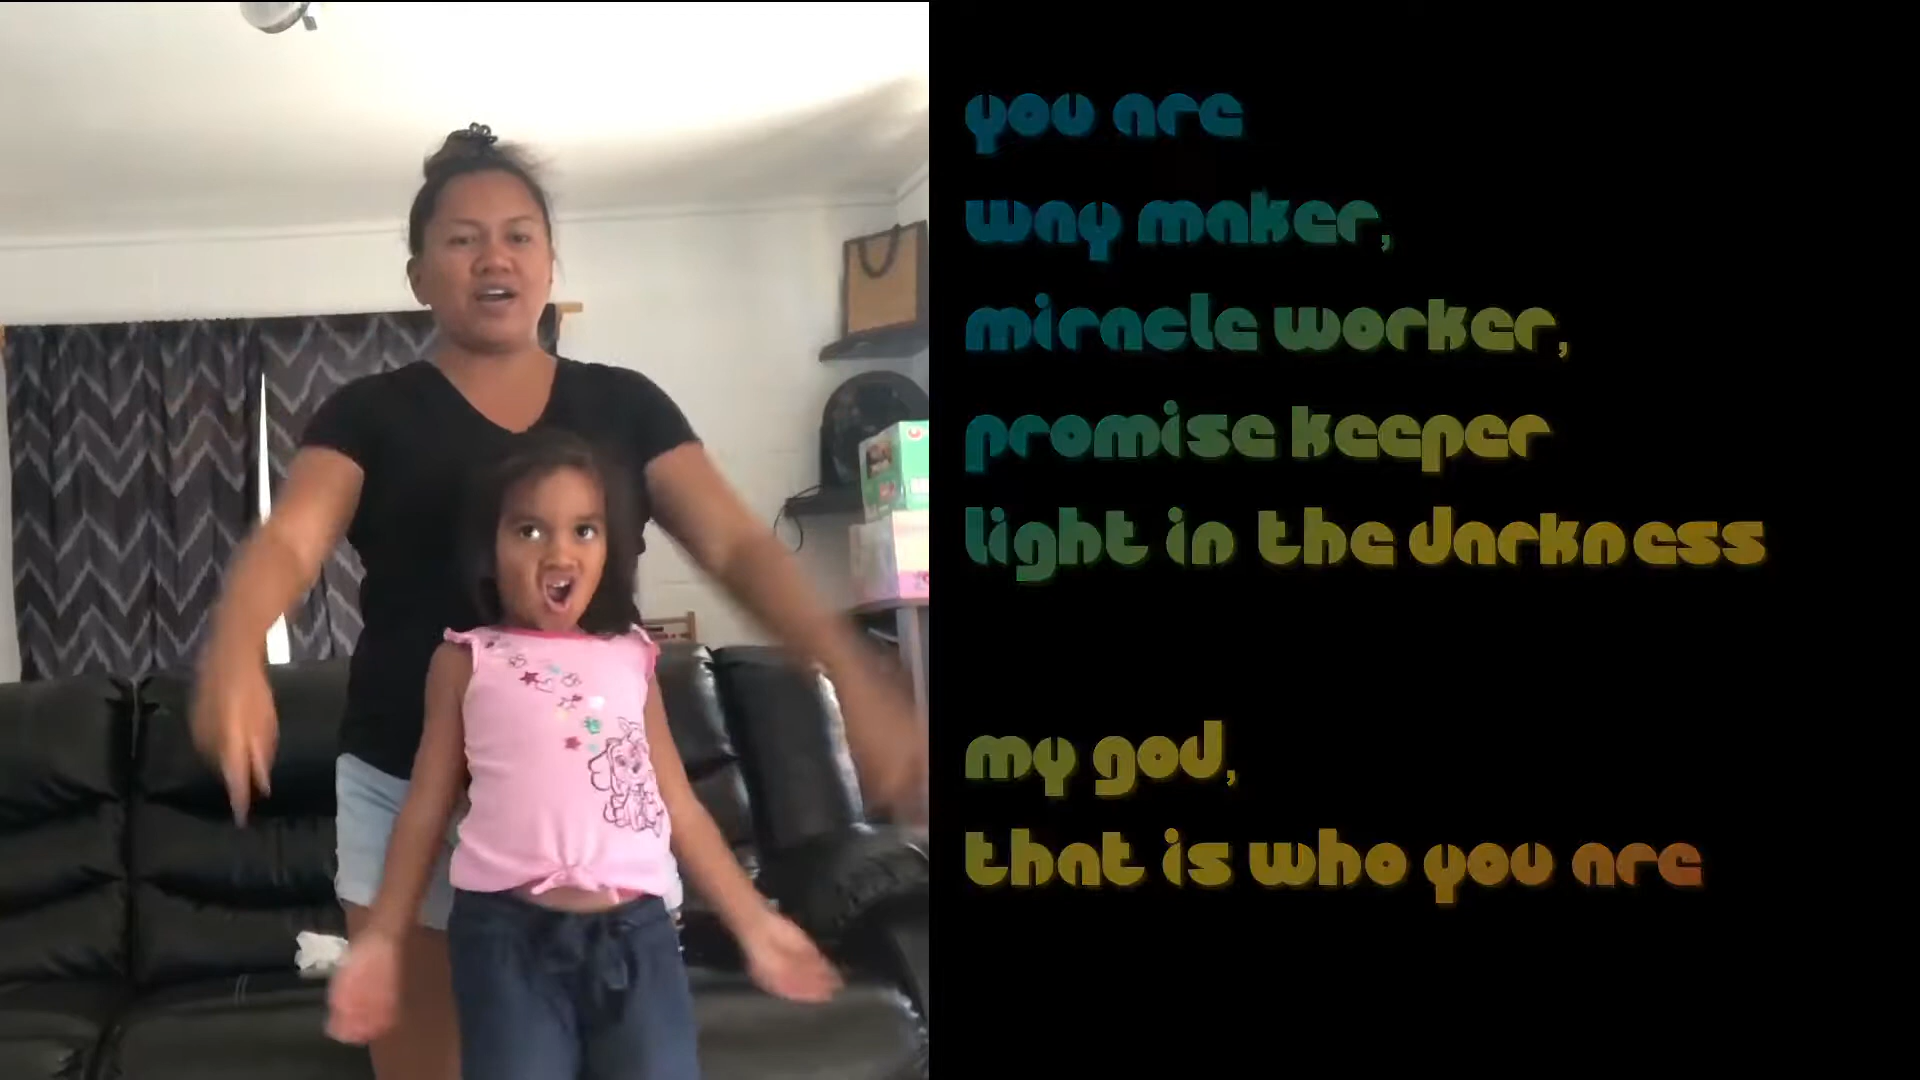 you are
way maker,
miracle worker,
promise keeper
light in the darkness
my god,
that is who you are